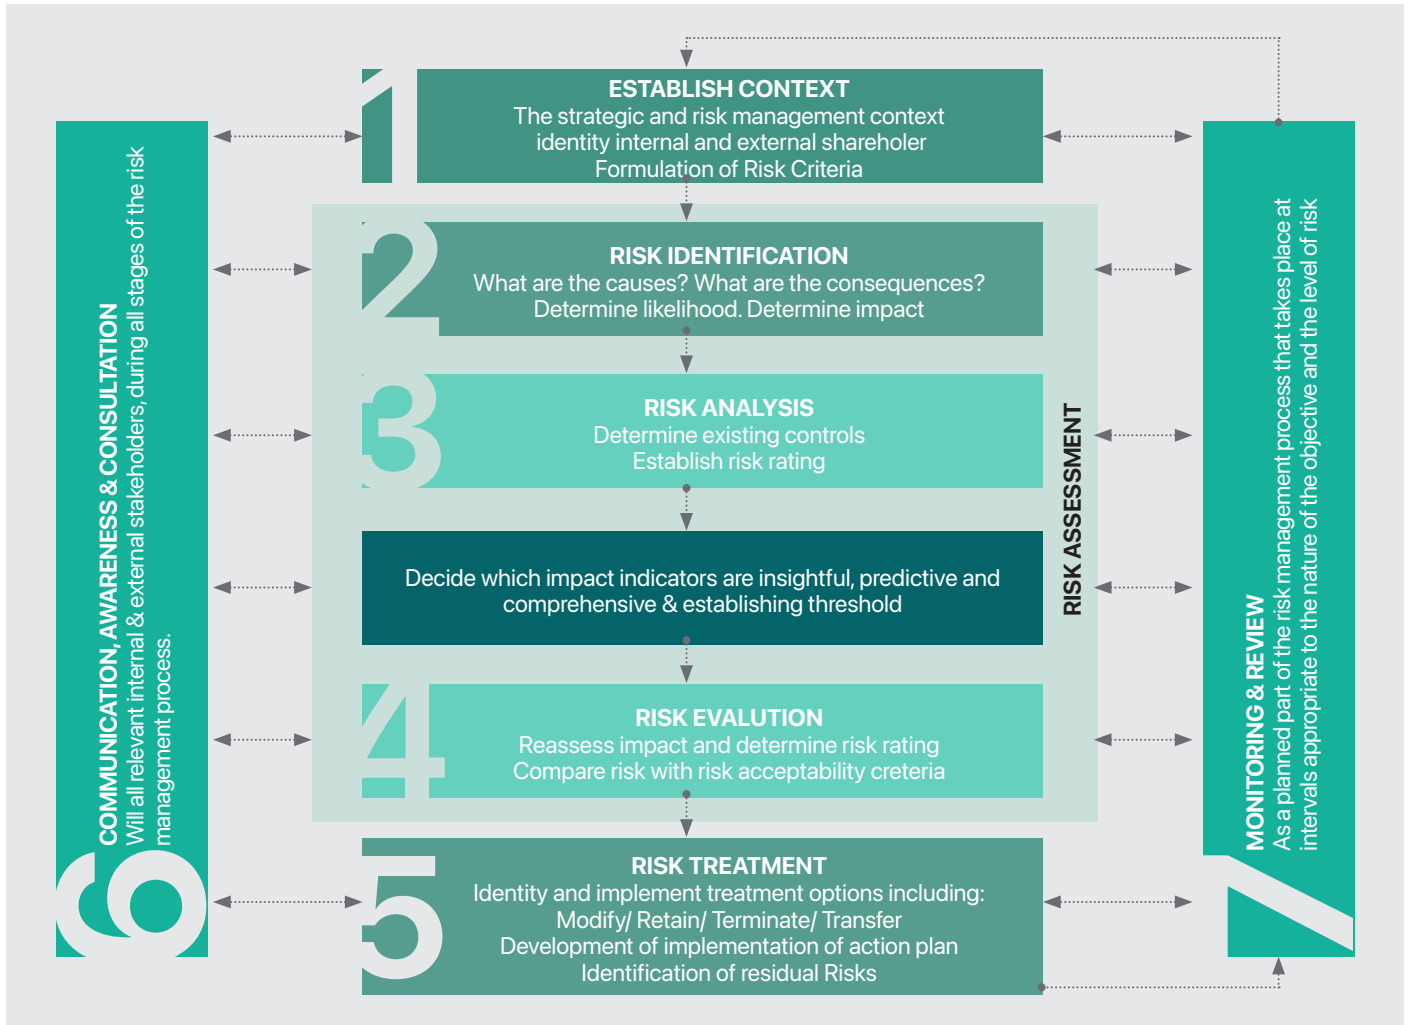 1
ESTABLISH CONTEXT
The strategic and risk management context
identity internal and external shareholer
Formulation of Risk Criteria
2
RISK IDENTIFICATION
What are the causes? What are the consequences?
Determine likelihood. Determine impact
3
RISK ANALYSIS
Determine existing controls
Establish risk rating
Decide which impact indicators are insightful, predictive and
comprehensive & establishing threshold
4
RISK EVALUTION
Reassess impact and determine risk rating
Compare risk with risk acceptability creteria
RISK ASSESSMENT
5
RISK TREATMENT
Identity and implement treatment options including:
Modify/ Retain/ Terminate/ Transfer
Development of implementation of action plan
Identification of residual Risks
6
COMMUNICATION, AWARENESS & CONSULTATION
Will all relevant internal & external stakeholders, during all stages of the risk
management process.
7
MONITORING & REVIEW
As a planned part of the risk management process that takes place at
intervals appropriate to the nature of the objective and the level of risk